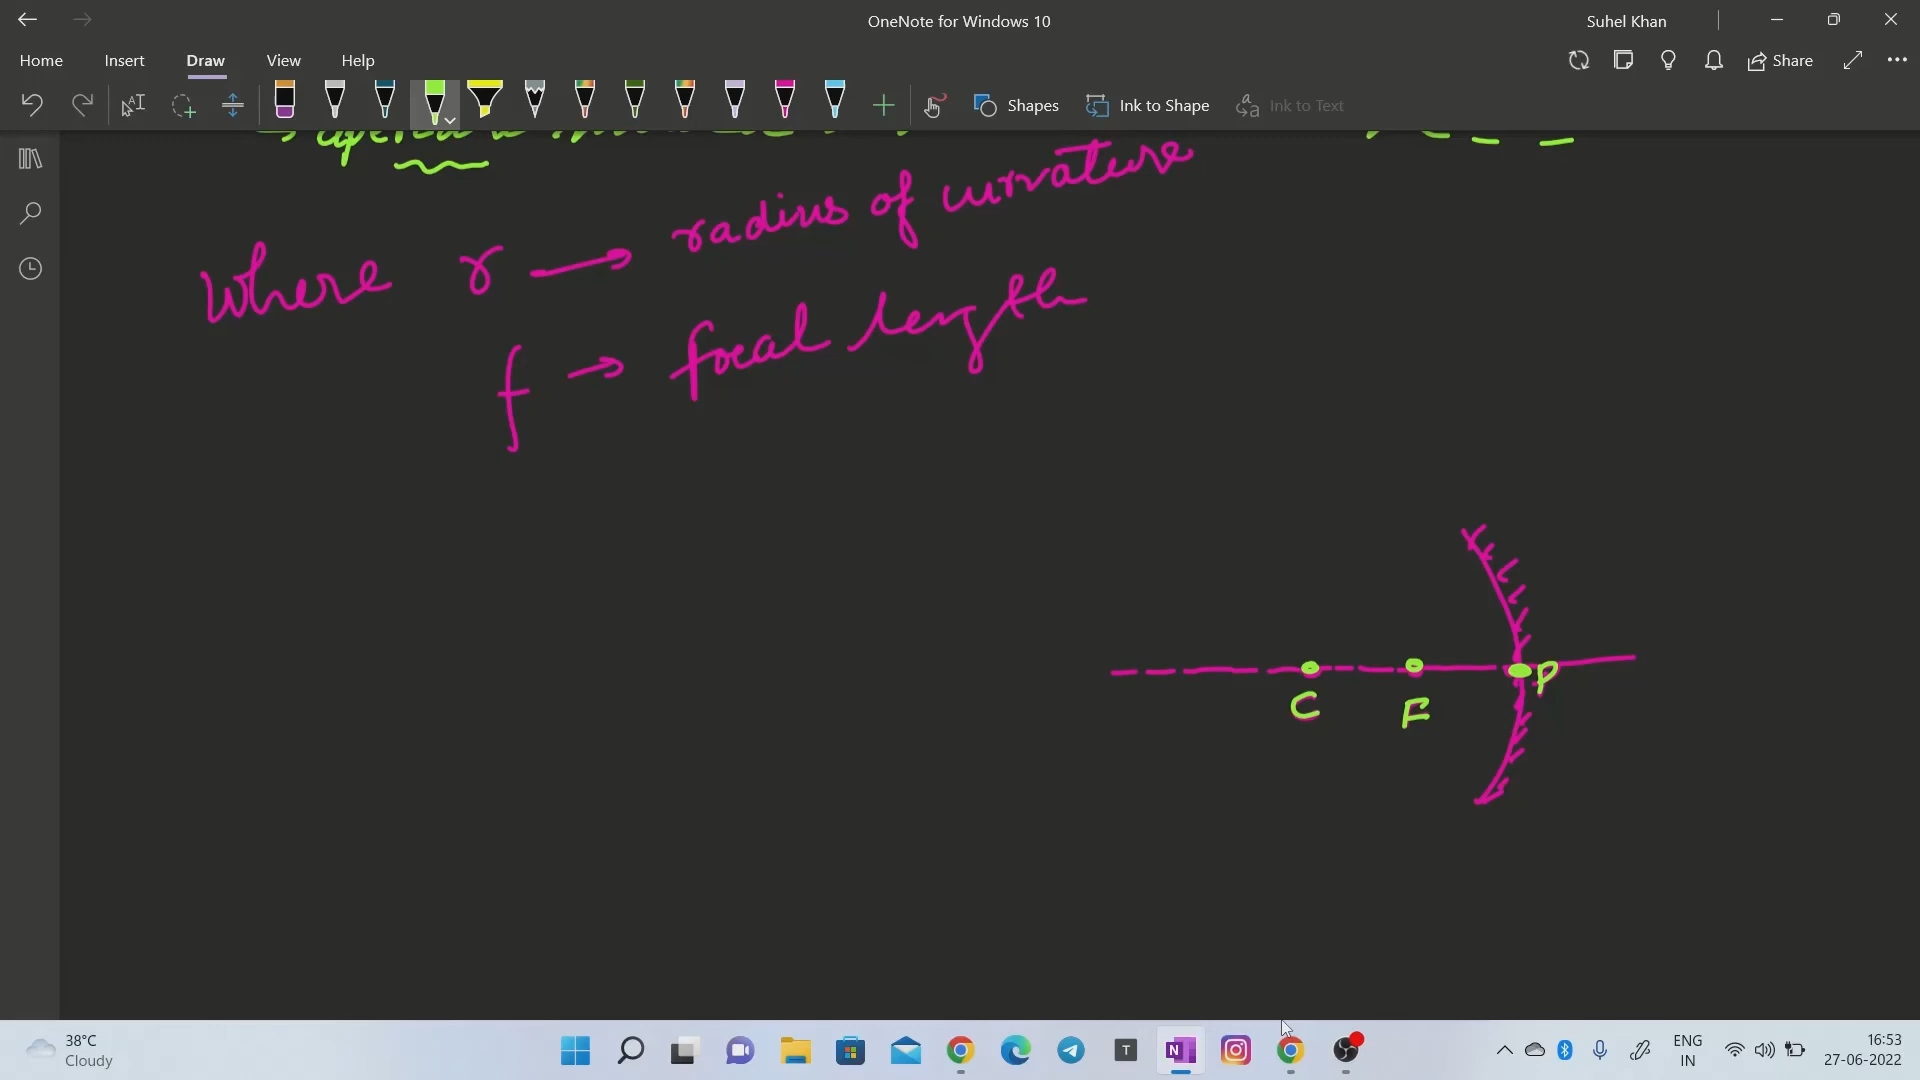 OneNote for Windows 10
Suhel Khan
Home Insert Draw View Help
Share
Shapes
Ink to Shape
Ink to Text
Where r → radius of curvature
f → focal length
C F P
38°C
Cloudy
ENG
IN
16:53
27-06-2022